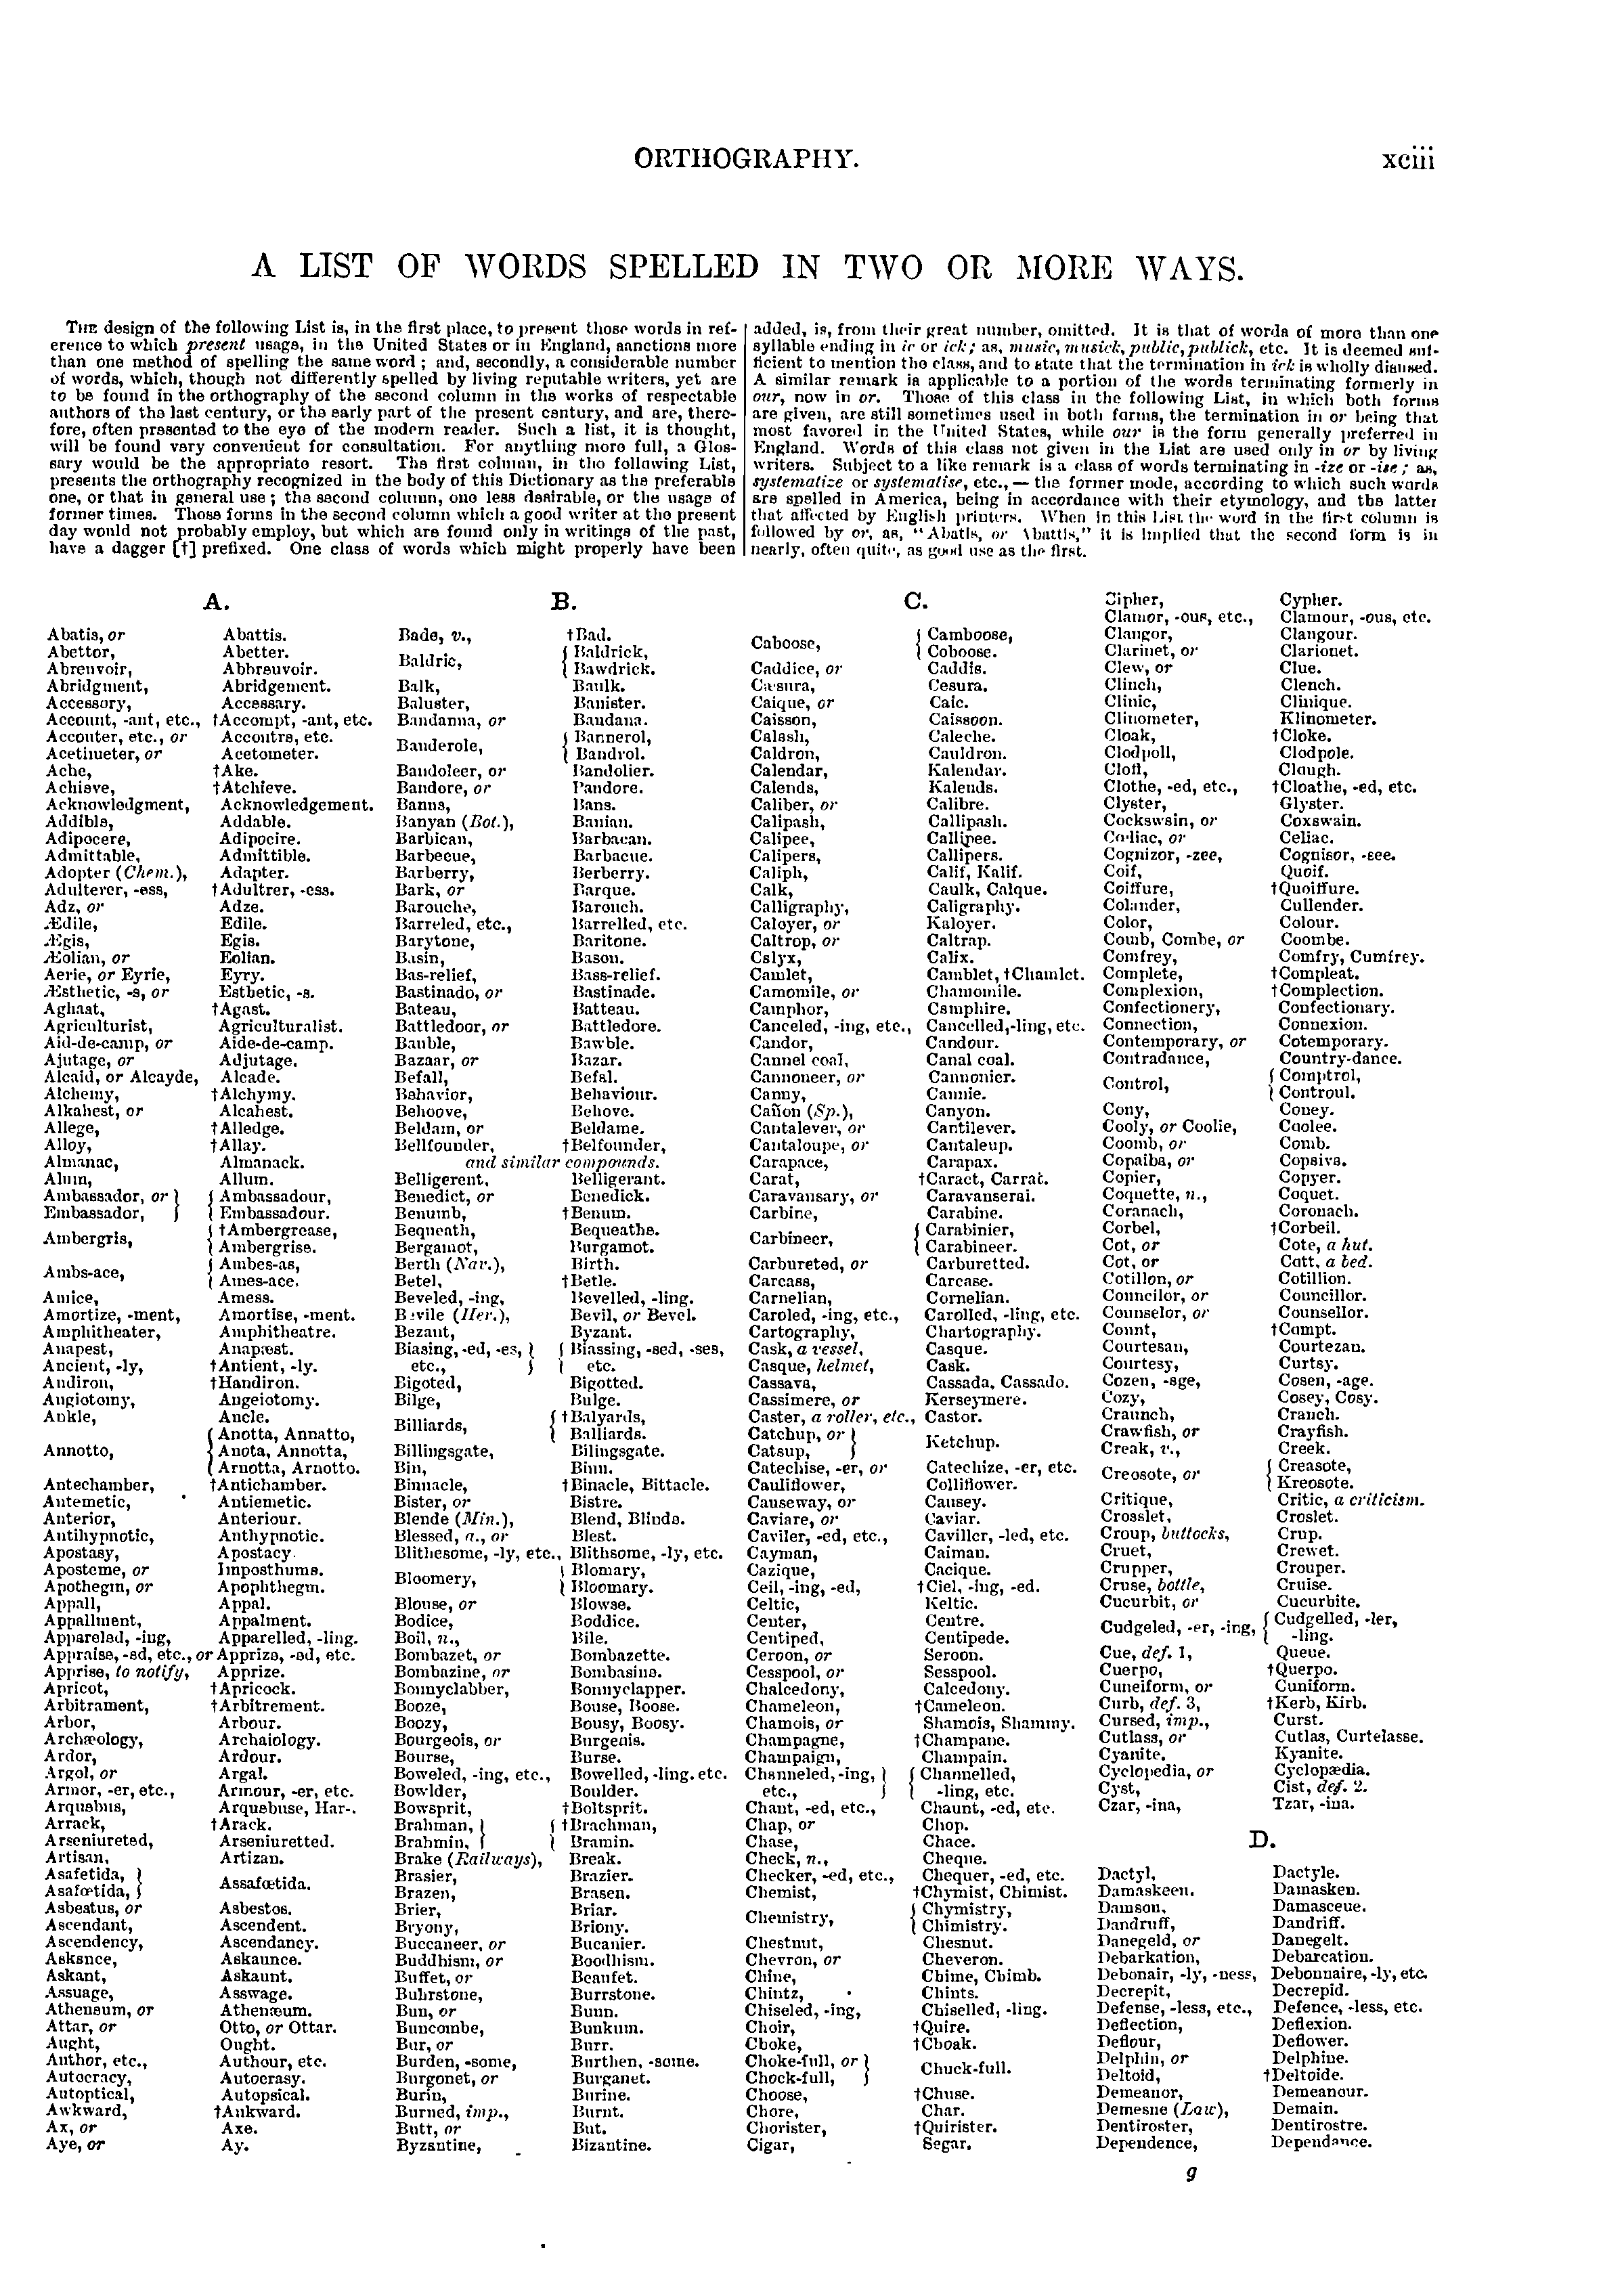 ORTHOGRAPHY. xciii
A LIST OF WORDS SPELLED IN TWO OR MORE WAYS.
THE design of the following List is, in the first place, to present those words in ref-
erence to which present usage, in the United States or in England, sanctions more
than one method of spelling the same word; and, secondly, a considerable number
of words, which, though not differently spelled by living reputable writers, yet are
to be found in the orthography of the second column in the works of respectable
authors of the last century, or the early part of the present century, and are, there-
fore, often presented to the eye of the modern reader. Such a list, it is thought,
will be found very convenient for consultation. For anything more full, a Glos-
sary would be the appropriate resort. The first column, in the following List,
presents the orthography recognized in the body of this Dictionary as the preferable
one, or that in general use; the second column, one less desirable, or the usage of
former times. Those forms in the second column which a good writer at the present
day would not probably employ, but which are found only in writings of the past,
have a dagger [†] prefixed. One class of words which might properly have been
added, is, from their great number, omitted. It is that of words of more than one
syllable ending in ic or ick; as, music, musick, public, publick, etc. It is deemed suf-
ficient to mention the class, and to state that the termination in ick is wholly disused.
A similar remark is applicable to a portion of the words terminating formerly in
our, now in or. Those of this class in the following List, in which both forms
are given, are still sometimes used in both forms, the termination in or being that
most favored in the United States, while our is the form generally preferred in
England. Words of this class not given in the List are used only in or by living
writers. Subject to a like remark is a class of words terminating in -ize or -ise; as,
systematize or systematise, etc., — the former mode, according to which such words
are spelled in America, being in accordance with their etymology, and the latter
that affected by English printers. When in this List the word in the first column is
followed by or, as, "Abatis, or Abattis," it is implied that the second form is in
nearly, often quite, as good use as the first.
A.
Abatis, or Abattis.
Abettor, Abetter.
Abreuvoir, Abbreuvoir.
Abridgment, Abridgement.
Accessory, Accessary.
Account, -ant, etc., †Accompt, -ant, etc.
Accouter, etc., or Accoutre, etc.
Acetimeter, or Acetometer.
Ache, †Ake.
Achieve, †Atchieve.
Acknowledgment, Acknowledgement.
Addible, Addable.
Adipocere, Adipocire.
Admittable, Admittible.
Adopter (Chem.), Adapter.
Adulterer, -ess, †Adultrer, -ess.
Adz, or Adze.
Ædile, Edile.
Ægis, Egis.
Æolian, or Eolian.
Aerie, or Eyrie, Eyry.
Æsthetic, -s, or Esthetic, -s.
Aghast, †Agast.
Agriculturist, Agriculturalist.
Aid-de-camp, or Aide-de-camp.
Ajutage, or Adjutage.
Alcaid, or Alcayde, Alcade.
Alchemy, †Alchymy.
Alkahest, or Alcahest.
Allege, †Alledge.
Alloy, †Allay.
Almanac, Almanack.
Alum, Allum.
Ambassador, or } { Ambassadour,
Embassador, } { Embassadour.
Ambergris, { †Ambergrease,
{ Ambergrise.
Ambs-ace, { Ambes-as,
{ Ames-ace.
Amice, Amess.
Amortize, -ment, Amortise, -ment.
Amphitheater, Amphitheatre.
Anapest, Anapæst.
Ancient, -ly, †Antient, -ly.
Andiron, †Handiron.
Angiotomy, Angeiotomy.
Ankle, Ancle.
Annotto, { Anotta, Annatto,
{ Anota, Annotta,
{ Arnotta, Arnotto.
Antechamber, †Antichamber.
Antemetic, Antiemetic.
Anterior, Anteriour.
Antihypnotic, Anthypnotic.
Apostasy, Apostacy.
Aposteme, or Imposthume.
Apothegm, or Apophthegm.
Appall, Appal.
Appallment, Appalment.
Appareled, -ing, Apparelled, -ling.
Appraise, -ed, etc., or Apprize, -ed, etc.
Apprise, to notify, Apprize.
Apricot, †Apricock.
Arbitrament, †Arbitrement.
Arbor, Arbour.
Archæology, Archaiology.
Ardor, Ardour.
Argol, or Argal.
Armor, -er, etc., Armour, -er, etc.
Arquebus, Arquebuse, Har-.
Arrack, †Arack.
Arseniureted, Arseniuretted.
Artisan, Artizan.
Asafetida, } Assafœtida.
Asafœtida, }
Asbestus, or Asbestos.
Ascendant, Ascendent.
Ascendency, Ascendancy.
Askance, Askaunce.
Askant, Askaunt.
Assuage, Asswage.
Atheneum, or Athenæum.
Attar, or Otto, or Ottar.
Aught, Ought.
Author, etc., Authour, etc.
Autocracy, Autocrasy.
Autoptical, Autopsical.
Awkward, †Aukward.
Ax, or Axe.
Aye, or Ay.
B.
Bade, v., †Bad.
Baldric, { Baldrick,
{ Bawdrick.
Balk, Baulk.
Baluster, Banister.
Bandanna, or Bandana.
Banderole, { Bannerol,
{ Bandrol.
Bandoleer, or Bandolier.
Bandore, or Pandore.
Banns, Bans.
Banyan (Bot.), Banian.
Barbican, Barbacan.
Barbecue, Barbacue.
Barberry, Berberry.
Bark, or Barque.
Barouche, Barouch.
Barreled, etc., Barrelled, etc.
Barytone, Baritone.
Basin, Bason.
Bas-relief, Bass-relief.
Bastinado, or Bastinade.
Bateau, Batteau.
Battledoor, or Battledore.
Bauble, Bawble.
Bazaar, or Bazar.
Befall, Befal.
Behavior, Behaviour.
Behoove, Behove.
Beldam, or Beldame.
Bellfounder, †Belfounder,
and similar compounds.
Belligerent, Belligerant.
Benedict, or Benedick.
Benumb, †Benum.
Bequeath, Bequeathe.
Bergamot, Burgamot.
Berth (Nav.), Birth.
Betel, †Betle.
Beveled, -ing, Bevelled, -ling.
Bevile (Her.), Bevil, or Bevel.
Bezant, Byzant.
Biasing, -ed, -es, } { Biassing, -sed, -ses,
etc., } { etc.
Bigoted, Bigotted.
Bilge, Bulge.
Billiards, { †Balyards,
{ Balliards.
Billingsgate, Bilingsgate.
Bin, Binn.
Binnacle, †Binacle, Bittacle.
Bister, or Bistre.
Blende (Min.), Blend, Blinds.
Blessed, a., or Blest.
Blithesome, -ly, etc., Blithsome, -ly, etc.
Bloomery, { Blomary,
{ Bloomary.
Blouse, or Blowse.
Bodice, Boddice.
Boil, n., Bile.
Bombazet, or Bombazette.
Bombazine, or Bombasine.
Bonnyclabber, Bonnyclapper.
Booze, Bouse, Boose.
Boozy, Bousy, Boosy.
Bourgeois, or Burgeois.
Bourse, Burse.
Boweled, -ing, etc., Bowelled, -ling. etc.
Bowlder, Boulder.
Bowsprit, †Boltsprit.
Brahman, } { †Brachman,
Brahmin, } { Bramin.
Brake (Railways), Break.
Brasier, Brazier.
Brazen, Brasen.
Brier, Briar.
Bryony, Briony.
Buccaneer, or Bucanier.
Buddhism, or Boodhism.
Buffet, or Beaufet.
Buhrstone, Burrstone.
Bun, or Bunn.
Buncombe, Bunkum.
Bur, or Burr.
Burden, -some, Burthen, -some.
Burgonet, or Burganet.
Burin, Burine.
Burned, imp., Burnt.
Butt, or But.
Byzantine, Bizantine.
C.
Caboose, { Camboose,
{ Coboose.
Caddice, or Caddis.
Cæsura, Cesura.
Caique, or Caic.
Caisson, Caissoon.
Calash, Caleche.
Caldron, Cauldron.
Calendar, Kalendar.
Calends, Kalends.
Caliber, or Calibre.
Calipash, Callipash.
Calipee, Callipee.
Calipers, Callipers.
Caliph, Calif, Kalif.
Calk, Caulk, Calque.
Calligraphy, Caligraphy.
Caloyer, or Kaloyer.
Caltrop, or Caltrap.
Calyx, Calix.
Camlet, Camblet, †Chamlet.
Camomile, or Chamomile.
Camphor, Camphire.
Canceled, -ing, etc., Cancelled,-ling, etc.
Candor, Candour.
Cannel coal, Canal coal.
Cannoneer, or Cannonier.
Canny, Cannie.
Cañon (Sp.), Canyon.
Cantalever, or Cantilever.
Cantaloupe, or Cantaleup.
Carapace, Carapax.
Carat, †Caract, Carrat.
Caravansary, or Caravanserai.
Carbine, Carabine.
Carbineer, { Carabinier,
{ Carabineer.
Carbureted, or Carburetted.
Carcass, Carcase.
Carnelian, Cornelian.
Caroled, -ing, etc., Carolled, -ling, etc.
Cartography, Chartography.
Cask, a vessel, Casque.
Casque, helmet, Cask.
Cassava, Cassada, Cassado.
Cassimere, or Kerseymere.
Caster, a roller, etc., Castor.
Catchup, or } Ketchup.
Catsup, }
Catechise, -er, or Catechize, -er, etc.
Cauliflower, Colliflower.
Causeway, or Causey.
Caviare, or Caviar.
Caviler, -ed, etc., Caviller, -led, etc.
Cayman, Caiman.
Cazique, Cacique.
Ceil, -ing, -ed, †Ciel, -ing, -ed.
Celtic, Keltic.
Center, Centre.
Centiped, Centipede.
Ceroon, or Seroon.
Cesspool, or Sesspool.
Chalcedony, Calcedony.
Chameleon, †Cameleon.
Chamois, or Shamois, Shammy.
Champagne, †Champane.
Champaign, Champain.
Channeled,-ing, } { Channelled,
etc., } { -ling, etc.
Chant, -ed, etc., Chaunt, -ed, etc.
Chap, or Chop.
Chase, Chace.
Check, n., Cheque.
Checker, -ed, etc., Chequer, -ed, etc.
Chemist, †Chymist, Chimist.
Chemistry, { Chymistry,
{ Chimistry.
Chestnut, Chesnut.
Chevron, or Cheveron.
Chine, Chime, Chimb.
Chintz, Chints.
Chiseled, -ing, Chiselled, -ling.
Choir, †Quire.
Choke, †Choak.
Choke-full, or } Chuck-full.
Chock-full, }
Choose, †Chuse.
Chore, Char.
Chorister, †Quirister.
Cigar, Segar.
Cipher, Cypher.
Clamor, -ous, etc., Clamour, -ous, etc.
Clangor, Clangour.
Clarinet, or Clarionet.
Clew, or Clue.
Clinch, Clench.
Clinic, Clinique.
Clinometer, Klinometer.
Cloak, †Cloke.
Clodpoll, Clodpole.
Cloff, Clough.
Clothe, -ed, etc., †Cloathe, -ed, etc.
Clyster, Glyster.
Cockswain, or Coxswain.
Cœliac, or Celiac.
Cognizor, -zee, Cognisor, -see.
Coif, Quoif.
Coiffure, †Quoiffure.
Colander, Cullender.
Color, Colour.
Comb, Combe, or Coombe.
Comfrey, Comfry, Cumfrey.
Complete, †Compleat.
Complexion, †Complection.
Confectionery, Confectionary.
Connection, Connexion.
Contemporary, or Cotemporary.
Contradance, Country-dance.
Control, { Comptrol,
{ Controul.
Cony, Coney.
Cooly, or Coolie, Coolee.
Coomb, or Comb.
Copaiba, or Copaiva.
Copier, Copyer.
Coquette, n., Coquet.
Coranach, Coronach.
Corbel, †Corbeil.
Cot, or Cote, a hut.
Cot, or Cott, a bed.
Cotillon, or Cotillion.
Councilor, or Councillor.
Counselor, or Counsellor.
Count, †Compt.
Courtesan, Courtezan.
Courtesy, Curtsy.
Cozen, -age, Cosen, -age.
Cozy, Cosey, Cosy.
Craunch, Cranch.
Crawfish, or Crayfish.
Creak, v., Creek.
Creosote, or { Creasote,
{ Kreosote.
Critique, Critic, a criticism.
Crosslet, Croslet.
Croup, buttocks, Crup.
Cruet, Crewet.
Crupper, Crouper.
Cruse, bottle, Cruise.
Cucurbit, or Cucurbite.
Cudgeled, -er, -ing, { Cudgelled, -ler,
{ -ling.
Cue, def. 1, Queue.
Cuerpo, †Querpo.
Cuneiform, or Cuniform.
Curb, def. 3, †Kerb, Kirb.
Cursed, imp., Curst.
Cutlass, or Cutlas, Curtelasse.
Cyanite. Kyanite.
Cyclopedia, or Cyclopædia.
Cyst, Cist, def. 2.
Czar, -ina, Tzar, -ina.
D.
Dactyl, Dactyle.
Damaskeen, Damasken.
Damson, Damascene.
Dandruff, Dandriff.
Danegeld, or Danegelt.
Debarkation, Debarcation.
Debonair, -ly, -ness, Debonnaire, -ly, etc.
Decrepit, Decrepid.
Defense, -less, etc., Defence, -less, etc.
Deflection, Deflexion.
Deflour, Deflower.
Delphin, or Delphine.
Deltoid, †Deltoide.
Demeanor, Demeanour.
Demesne (Law), Demain.
Dentiroster, Dentirostre.
Dependence, Dependance.
g